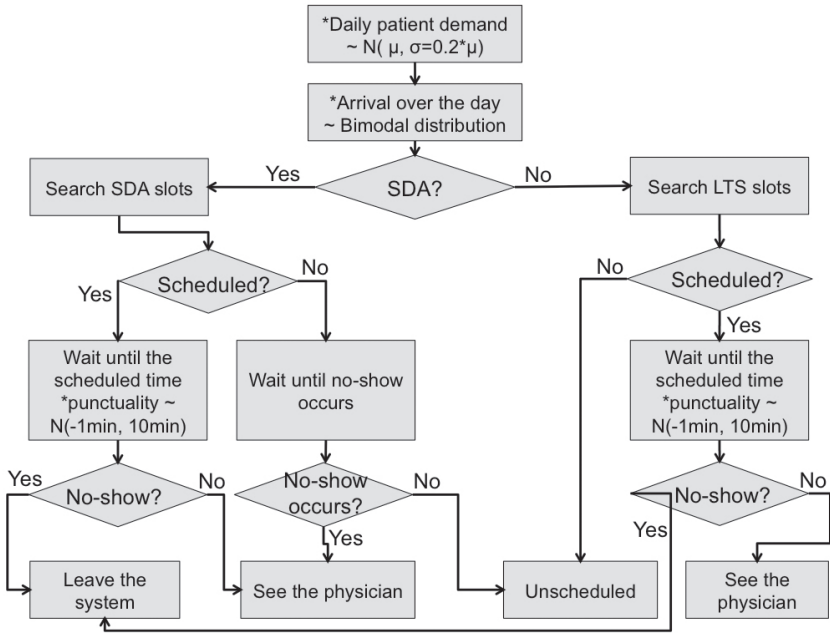 *Daily patient demand
~ N( μ, σ=0.2*μ)
*Arrival over the day
~ Bimodal distribution
SDA?
Yes
No
Search SDA slots
Search LTS slots
Scheduled?
Yes
No
Scheduled?
No
Yes
Wait until the
scheduled time
*punctuality ~
N(-1min, 10min)
Wait until no-show
occurs
Wait until the
scheduled time
*punctuality ~
N(-1min, 10min)
No-show?
Yes
No
No-show
occurs?
No
Yes
No-show?
Yes
No
Leave the
system
See the physician
Unscheduled
See the
physician